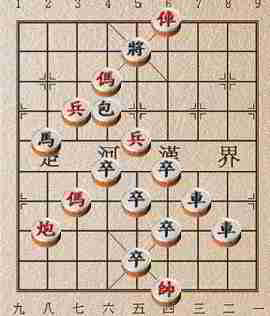 1 2 3 4 5 6 7 8 9
俥
將
傌
兵 包
馬 兵
楚 河 漢 界
卒 卒
傌 卒 車
炮 卒 車
卒
帥
九 八 七 六 五 四 三 二 一